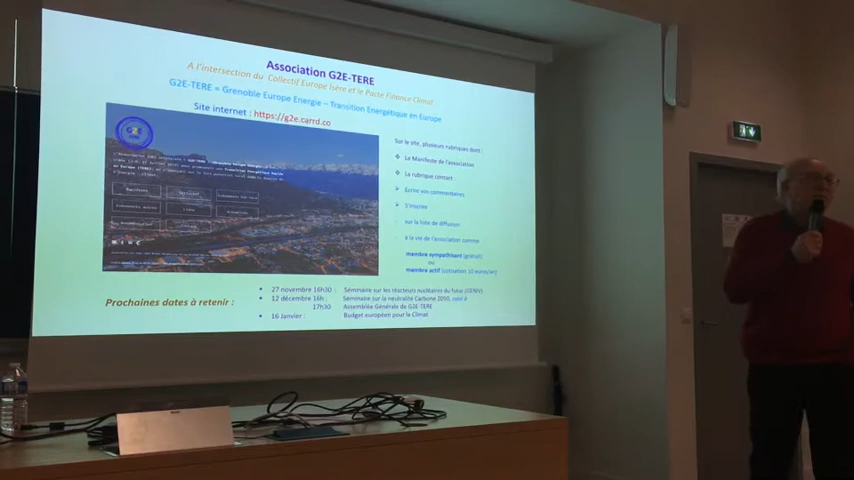 Association G2E-TERE
A l'intersection du Collectif Europe Isère et le Pacte Finance Climat
G2E-TERE = Grenoble Europe Energie – Transition Energétique en Europe
Site internet : https://g2e.carrd.co
G2E
Sur le site, plusieurs rubriques dont :
Le Manifeste de l'association
La rubrique contact :
Ecrire vos commentaires
S'inscrire
- sur la liste de diffusion
- à la vie de l'association comme
membre sympathisant (gratuit)
ou
membre actif (cotisation 10 euros/an)
Prochaines dates à retenir :
• 27 novembre 16h30 : Séminaire sur les réacteurs nucléaires du futur (GENIV)
• 12 décembre 16h : Séminaire sur la neutralité Carbone 2050, suivi d'
17h30 Assemblée Générale de G2E-TERE
• 16 Janvier : Budget européen pour le Climat